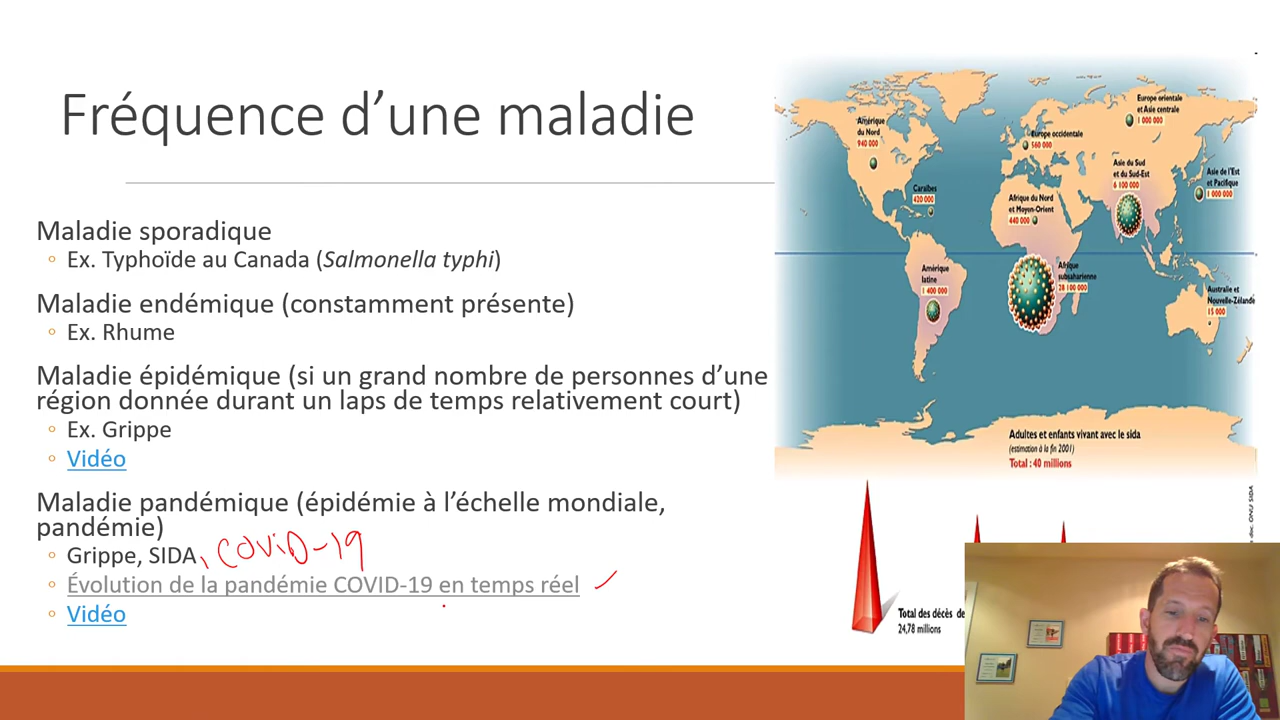 Fréquence d’une maladie
Maladie sporadique
Ex. Typhoïde au Canada (Salmonella typhi)
Maladie endémique (constamment présente)
Ex. Rhume
Maladie épidémique (si un grand nombre de personnes d’une
région donnée durant un laps de temps relativement court)
Ex. Grippe
Vidéo
Maladie pandémique (épidémie à l’échelle mondiale,
pandémie)
Grippe, SIDA, COVID-19
Évolution de la pandémie COVID-19 en temps réel
Vidéo
Amérique
du Nord
940 000
Caraïbes
420 000
Amérique
latine
1 400 000
Europe occidentale
560 000
Afrique du Nord
et Moyen-Orient
440 000
Afrique
subsaharienne
28 100 000
Europe orientale
et Asie centrale
1 000 000
Asie du Sud
et du Sud-Est
6 100 000
Asie de l’Est
et Pacifique
1 000 000
Australie et
Nouvelle-Zélande
15 000
Adultes et enfants vivant avec le sida
(estimation à la fin 2001)
Total : 40 millions
Total des décès de
24,78 millions
doc. ONU SIDA